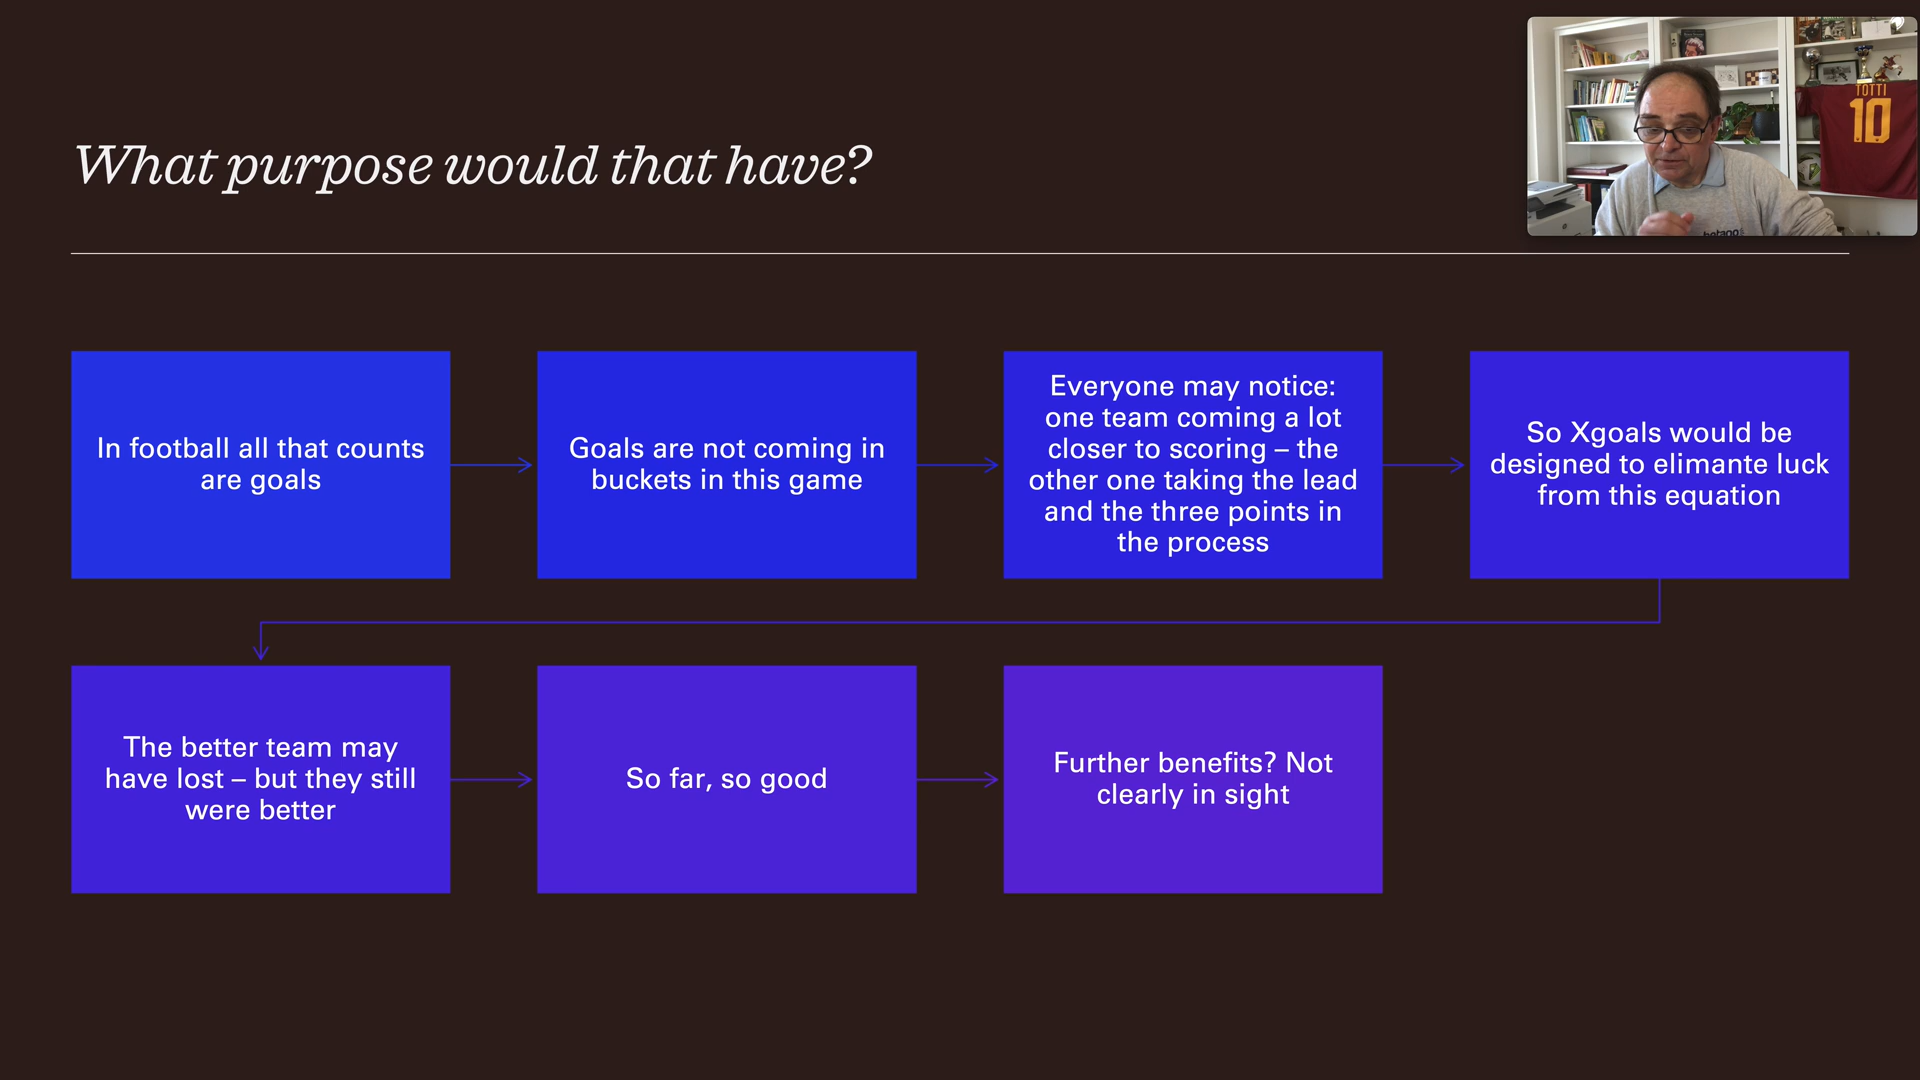 What purpose would that have?
TOTTI
10
In football all that counts
are goals
Goals are not coming in
buckets in this game
Everyone may notice:
one team coming a lot
closer to scoring – the
other one taking the lead
and the three points in
the process
So Xgoals would be
designed to elimante luck
from this equation
The better team may
have lost – but they still
were better
So far, so good
Further benefits? Not
clearly in sight